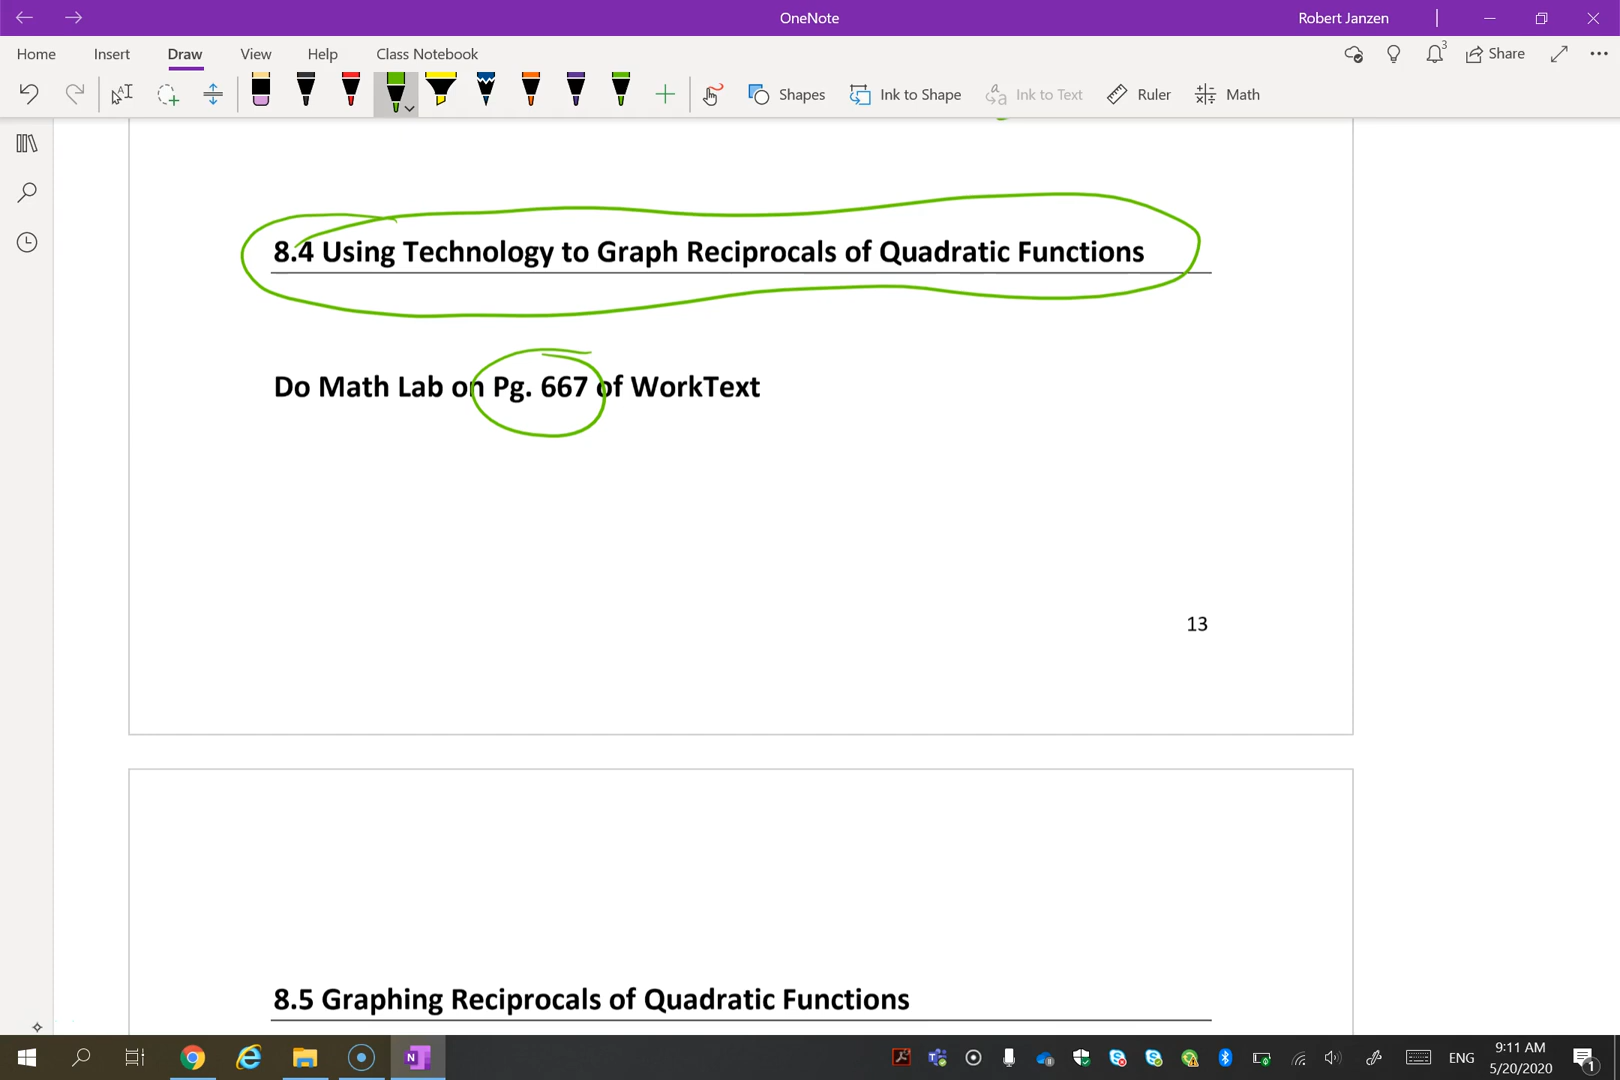 OneNote
Robert Janzen
Home Insert Draw View Help Class Notebook
3
Share
Shapes Ink to Shape Ink to Text Ruler Math
8.4 Using Technology to Graph Reciprocals of Quadratic Functions
Do Math Lab on Pg. 667 of WorkText
13
8.5 Graphing Reciprocals of Quadratic Functions
ENG
9:11 AM
5/20/2020
1